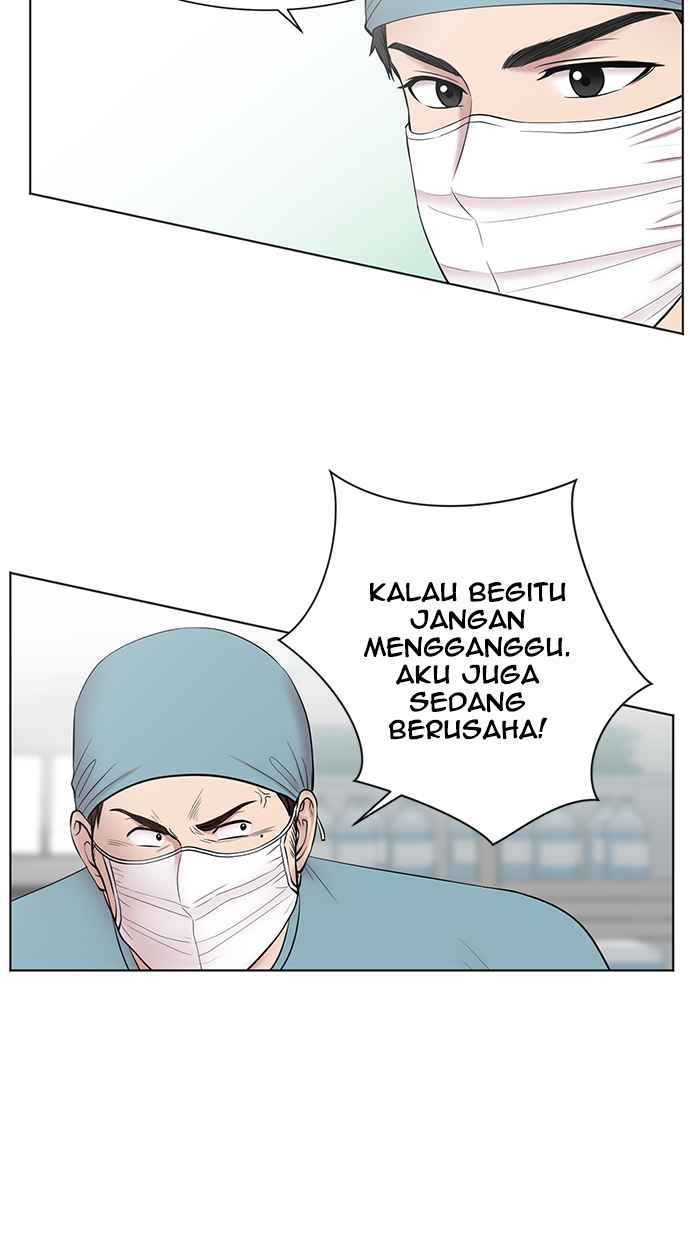 KALAU BEGITU
JANGAN
MENGGANGGU.
AKU JUGA
SEDANG
BERUSAHA!